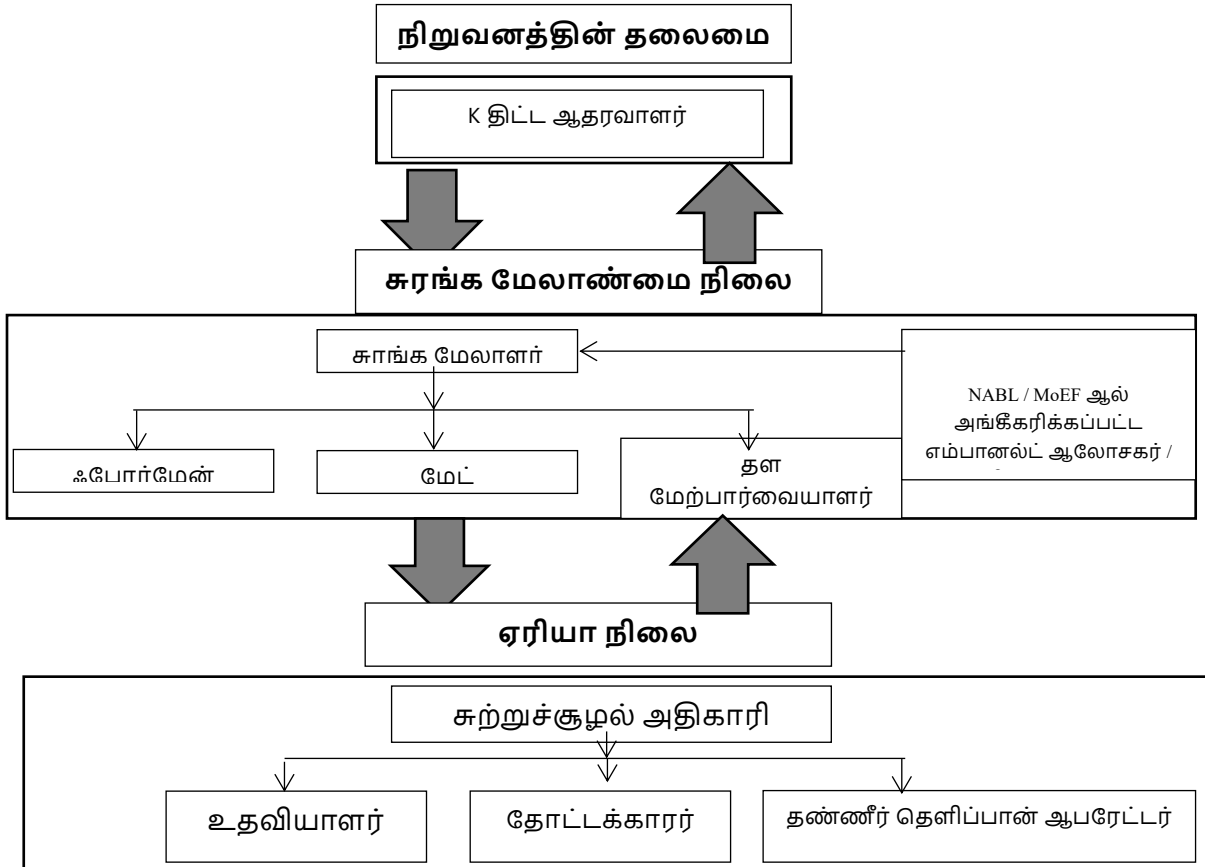 நிறுவனத்தின் தலைமை
K திட்ட ஆதரவாளர்
சுரங்க மேலாண்மை நிலை
சுரங்க மேலாளர்
NABL / MoEF ஆல்
அங்கீகரிக்கப்பட்ட
எம்பானல்ட் ஆலோசகர் /
ஃபோர்மேன்
மேட்
தள
மேற்பார்வையாளர்
ஏரியா நிலை
சுற்றுச்சூழல் அதிகாரி
உதவியாளர்
தோட்டக்காரர்
தண்ணீர் தெளிப்பான் ஆபரேட்டர்